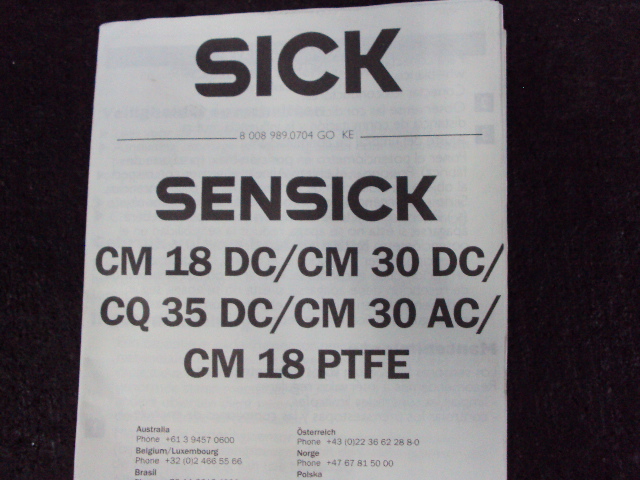 SICK
8 008 989.0704 GO KE
SENSICK
CM 18 DC/CM 30 DC/
CQ 35 DC/CM 30 AC/
CM 18 PTFE
Australia
Phone +61 3 9457 0600
Belgium/Luxembourg
Phone +32 (0)2 466 55 66
Brasil
Österreich
Phone +43 (0)22 36 62 28 8-0
Norge
Phone +47 67 81 50 00
Polska